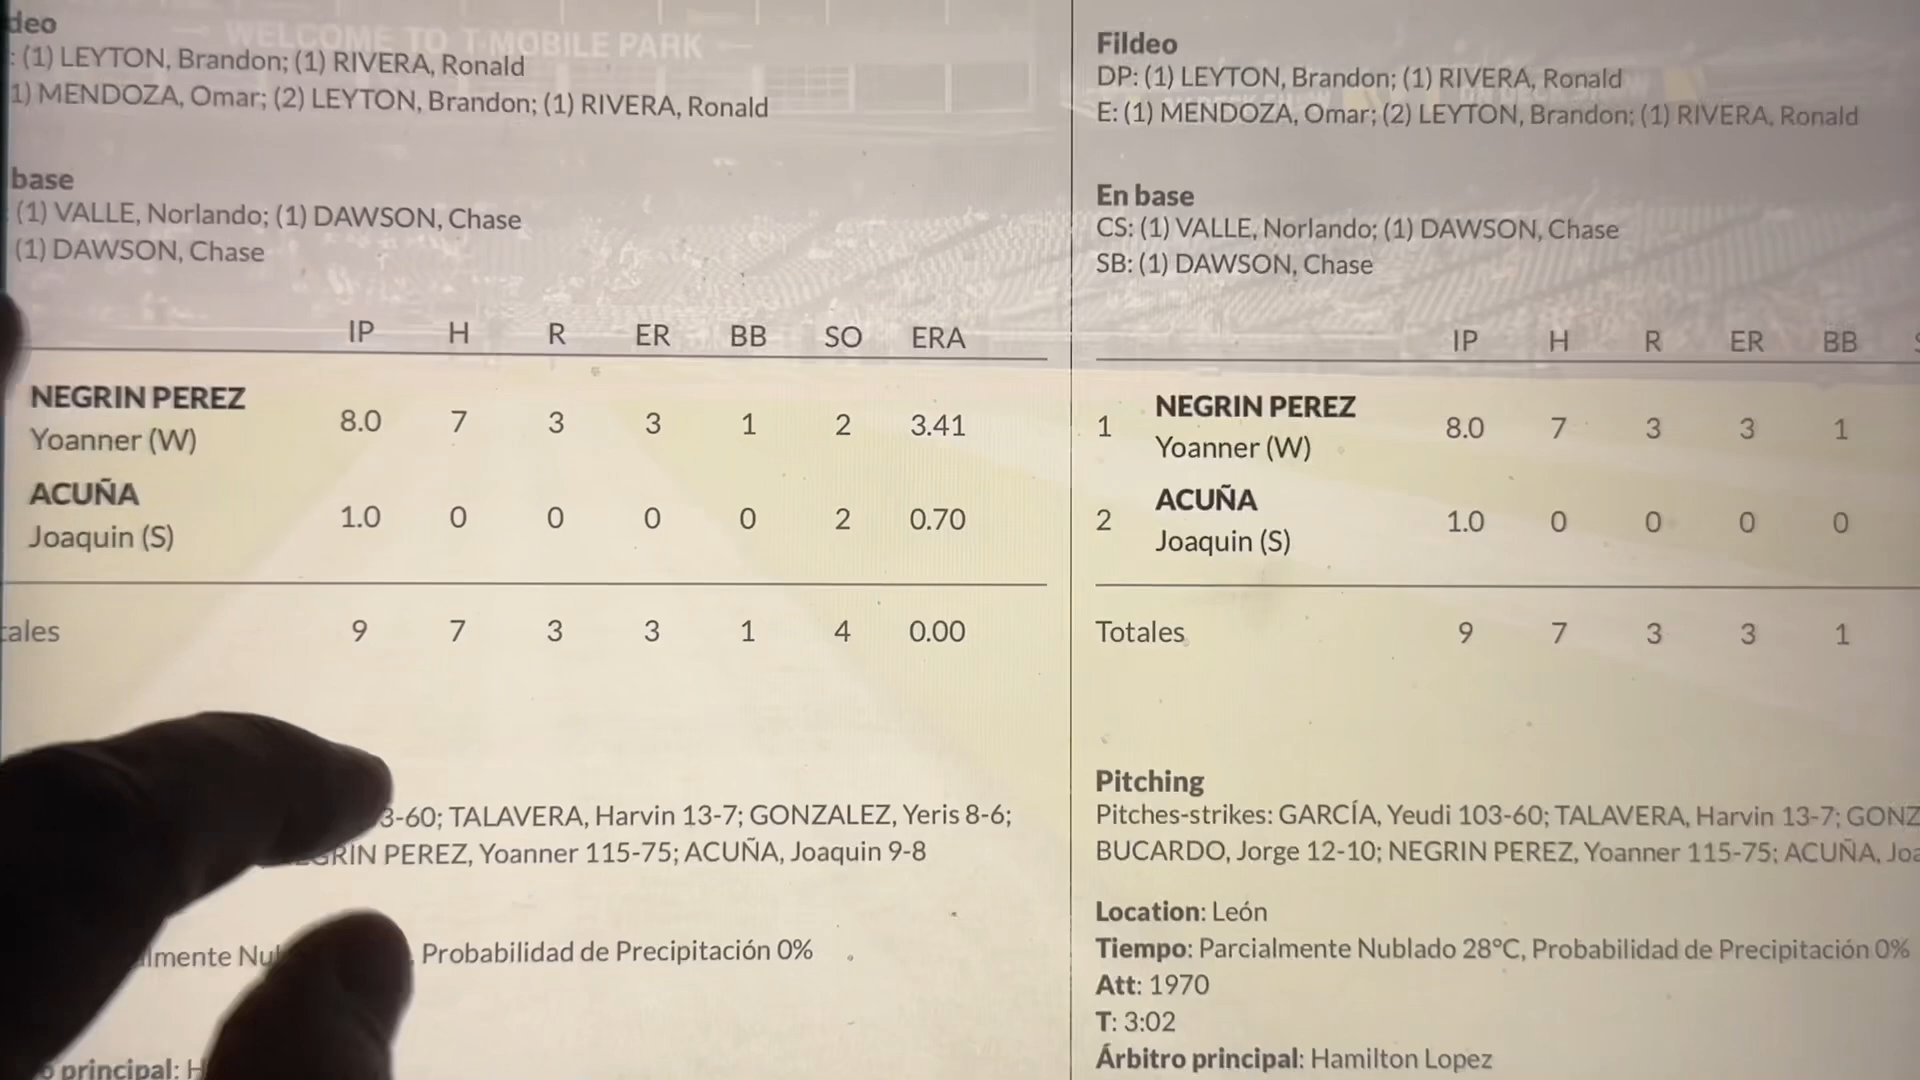 WELCOME TO T-MOBILE PARK
deo
: (1) LEYTON, Brandon; (1) RIVERA, Ronald
1) MENDOZA, Omar; (2) LEYTON, Brandon; (1) RIVERA, Ronald
base
(1) VALLE, Norlando; (1) DAWSON, Chase
(1) DAWSON, Chase
IP H R ER BB SO ERA
NEGRIN PEREZ
Yoanner (W) 8.0 7 3 3 1 2 3.41
ACUÑA
Joaquin (S) 1.0 0 0 0 0 2 0.70
tales 9 7 3 3 1 4 0.00
3-60; TALAVERA, Harvin 13-7; GONZALEZ, Yeris 8-6;
GRIN PEREZ, Yoanner 115-75; ACUÑA, Joaquin 9-8
lmente Nul Probabilidad de Precipitación 0%
o principal: H
Fildeo
DP: (1) LEYTON, Brandon; (1) RIVERA, Ronald
E: (1) MENDOZA, Omar; (2) LEYTON, Brandon; (1) RIVERA, Ronald
En base
CS: (1) VALLE, Norlando; (1) DAWSON, Chase
SB: (1) DAWSON, Chase
IP H R ER BB S
1 NEGRIN PEREZ
Yoanner (W) 8.0 7 3 3 1
2 ACUÑA
Joaquin (S) 1.0 0 0 0 0
Totales 9 7 3 3 1
Pitching
Pitches-strikes: GARCÍA, Yeudi 103-60; TALAVERA, Harvin 13-7; GONZ
BUCARDO, Jorge 12-10; NEGRIN PEREZ, Yoanner 115-75; ACUÑA, Joa
Location: León
Tiempo: Parcialmente Nublado 28°C, Probabilidad de Precipitación 0%
Att: 1970
T: 3:02
Árbitro principal: Hamilton Lopez